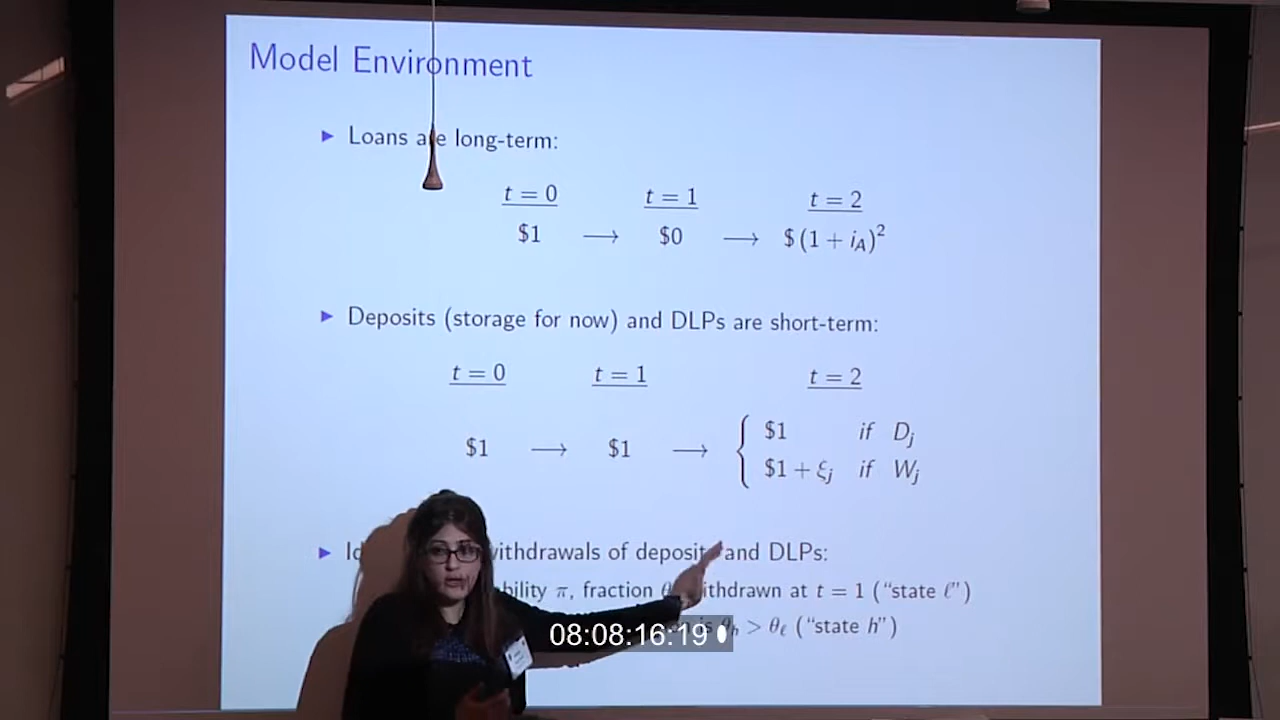 Model Environment
▶ Loans are long-term:
t = 0 t = 1 t = 2
$1 ⟶ $0 ⟶ $(1 + i_A)²
▶ Deposits (storage for now) and DLPs are short-term:
t = 0 t = 1 t = 2
$1 ⟶ $1 ⟶ { $1 if D_j
$1 + ξ_j if W_j
▶ withdrawals of deposits and DLPs:
π, fraction withdrawn at t = 1 ("state ℓ")
is θ_h > θ_ℓ ("state h")
08:08:16:19